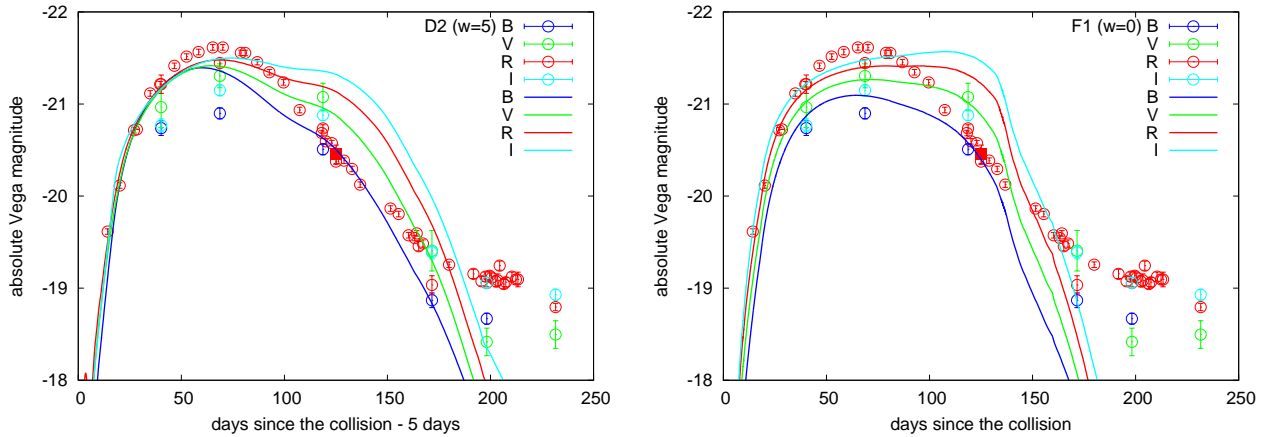 -22
-21
-20
-19
-18
absolute Vega magnitude
0
50
100
150
200
250
days since the collision - 5 days
D2 (w=5) B
V
R
I
B
V
R
I
-22
-21
-20
-19
-18
absolute Vega magnitude
0
50
100
150
200
250
days since the collision
F1 (w=0) B
V
R
I
B
V
R
I